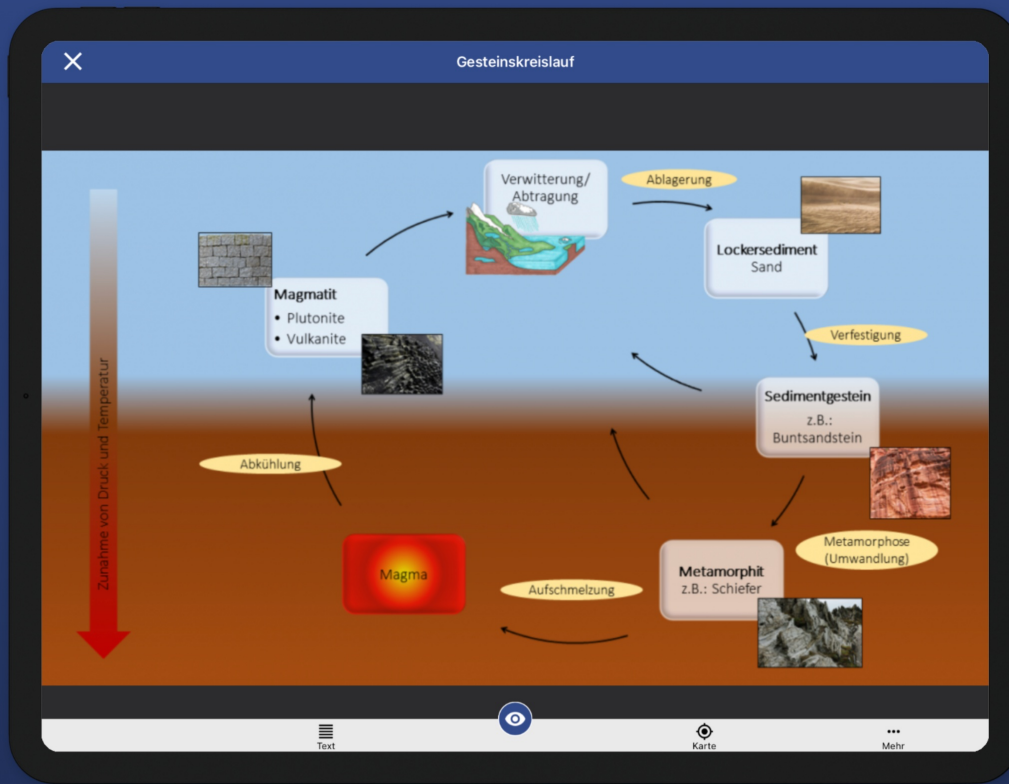 Gesteinskreislauf
Verwitterung/
Abtragung
Ablagerung
Lockersediment
Sand
Magmatit
• Plutonite
• Vulkanite
Verfestigung
Sedimentgestein
z.B.:
Buntsandstein
Zunahme von Druck und Temperatur
Abkühlung
Metamorphose
(Umwandlung)
Magma
Aufschmelzung
Metamorphit
z.B.: Schiefer
Text
Karte
Mehr